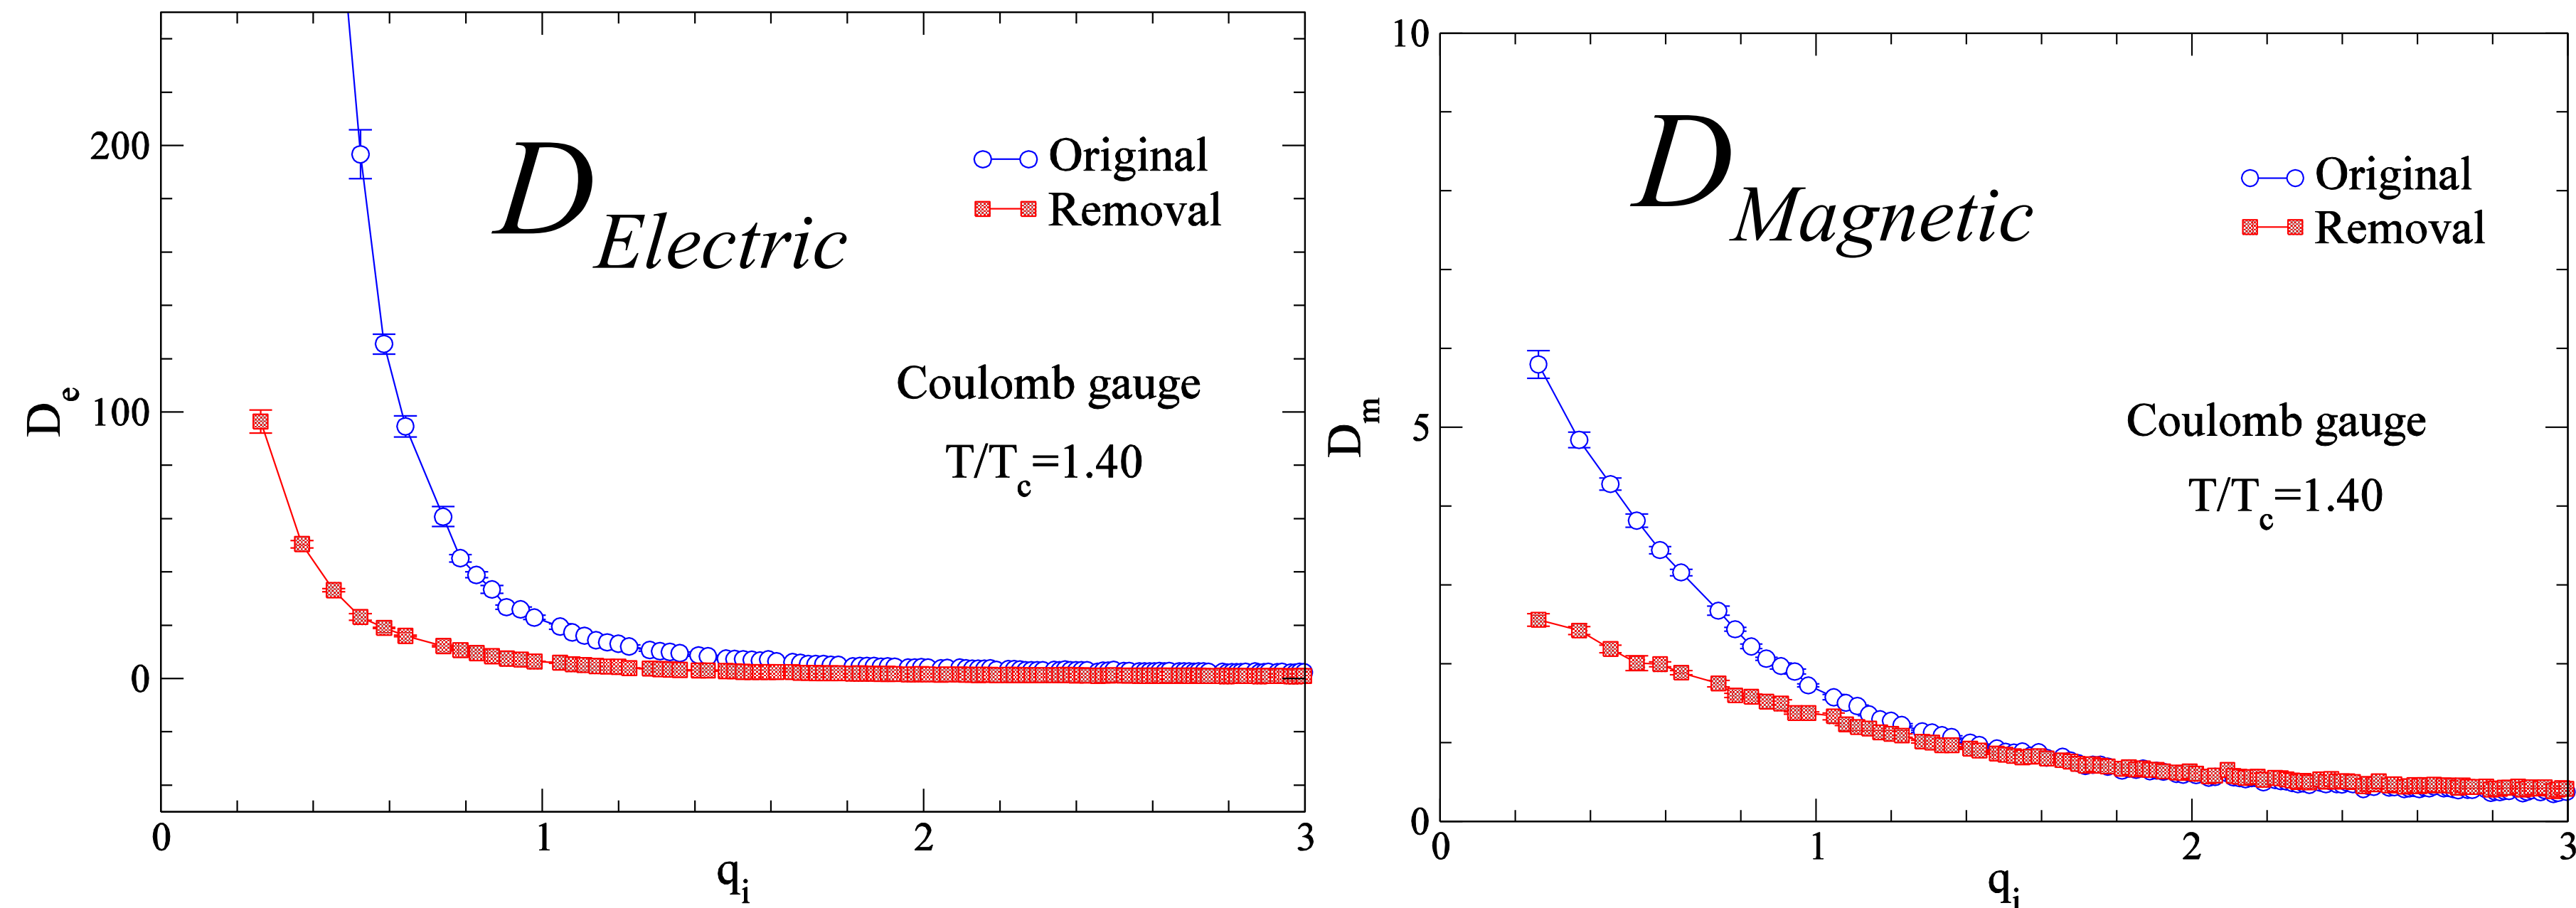 D_Electric
Original
Removal
Coulomb gauge
T/T_c=1.40
D_e
200
100
0
0 1 2 3
q_i
D_Magnetic
Original
Removal
Coulomb gauge
T/T_c=1.40
D_m
10
5
0
0 1 2 3
q_i